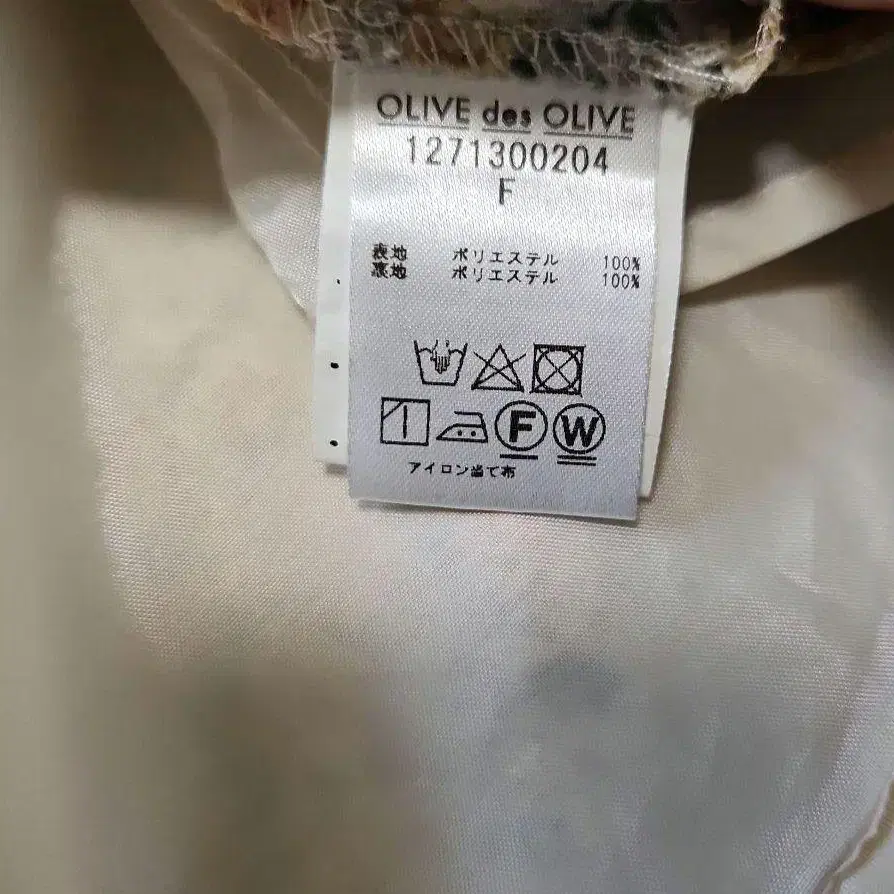 OLIVE des OLIVE
1271300204
F
表地 ポリエステル 100%
裏地 ポリエステル 100%
F W
アイロン当て布